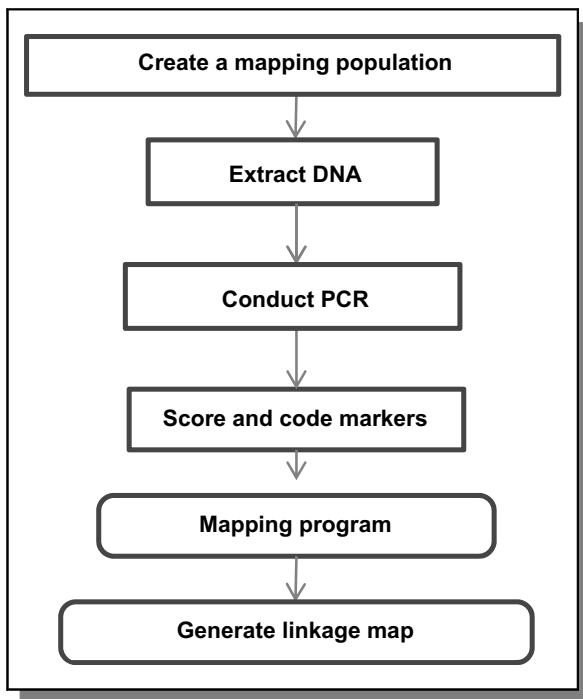 Create a mapping population
Extract DNA
Conduct PCR
Score and code markers
Mapping program
Generate linkage map